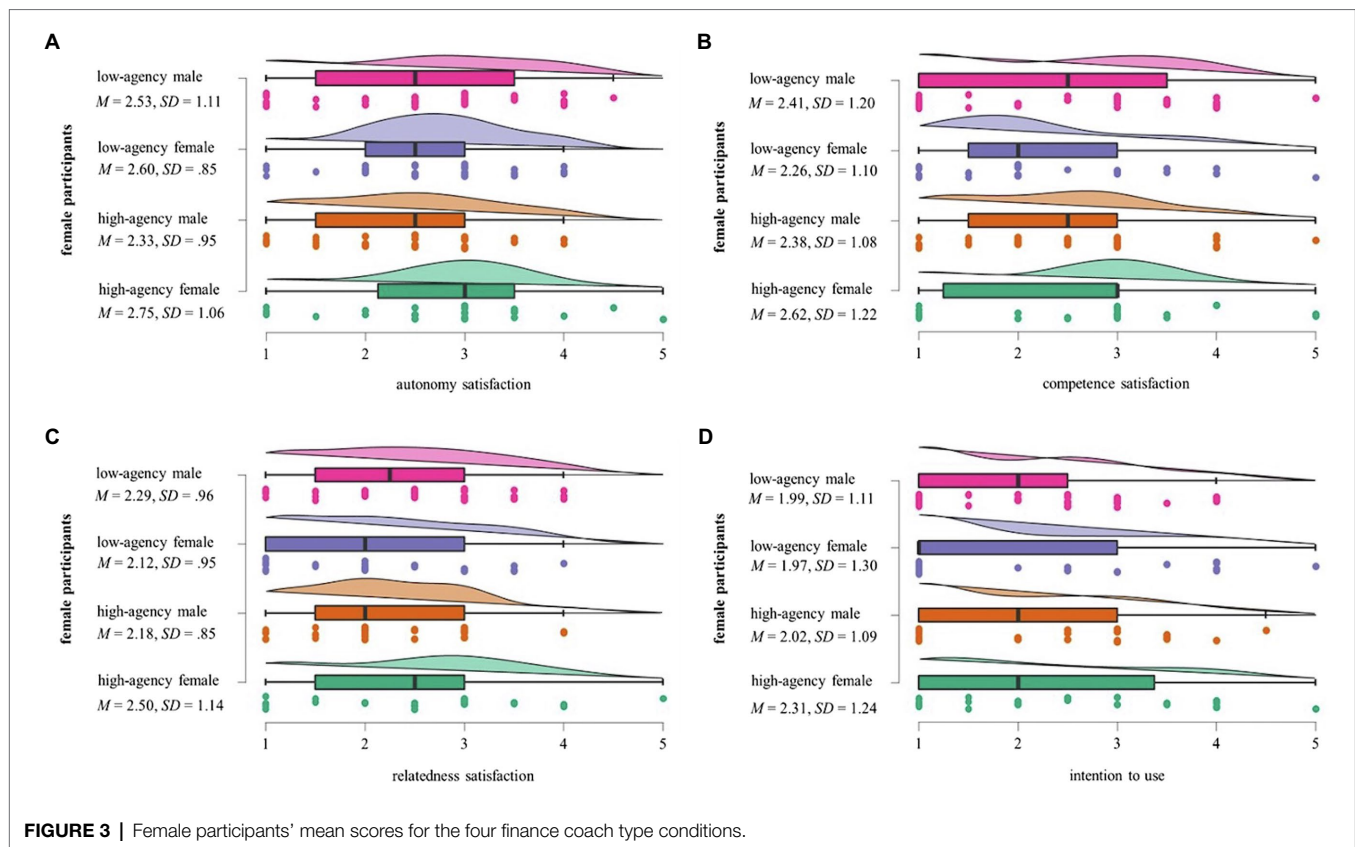 A
female participants
low-agency male
M = 2.53, SD = 1.11
low-agency female
M = 2.60, SD = .85
high-agency male
M = 2.33, SD = .95
high-agency female
M = 2.75, SD = 1.06
1 2 3 4 5
autonomy satisfaction
B
female participants
low-agency male
M = 2.41, SD = 1.20
low-agency female
M = 2.26, SD = 1.10
high-agency male
M = 2.38, SD = 1.08
high-agency female
M = 2.62, SD = 1.22
1 2 3 4 5
competence satisfaction
C
female participants
low-agency male
M = 2.29, SD = .96
low-agency female
M = 2.12, SD = .95
high-agency male
M = 2.18, SD = .85
high-agency female
M = 2.50, SD = 1.14
1 2 3 4 5
relatedness satisfaction
D
female participants
low-agency male
M = 1.99, SD = 1.11
low-agency female
M = 1.97, SD = 1.30
high-agency male
M = 2.02, SD = 1.09
high-agency female
M = 2.31, SD = 1.24
1 2 3 4 5
intention to use
FIGURE 3 | Female participants’ mean scores for the four finance coach type conditions.